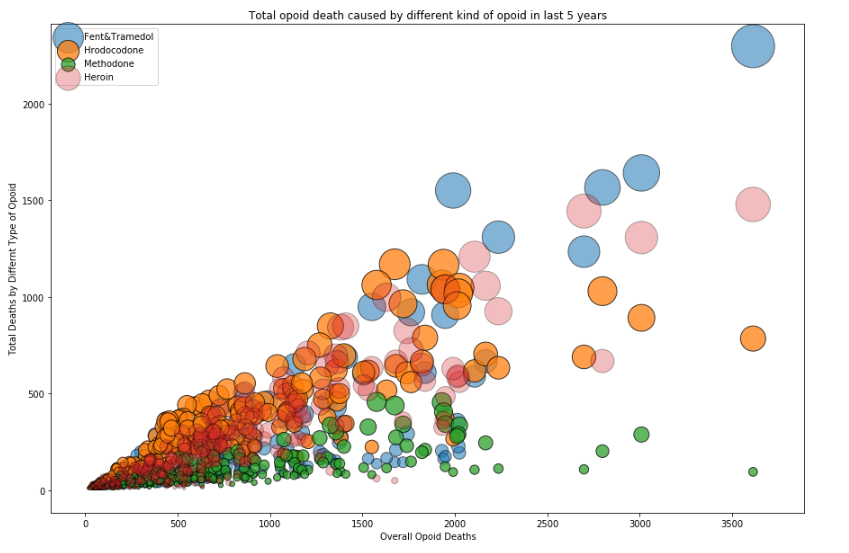 Total opoid death caused by different kind of opoid in last 5 years
Fent&Tramedol
Hrodocodone
Methodone
Heroin
Total Deaths by Differnt Type of Opoid
2000
1500
1000
500
0
0 500 1000 1500 2000 2500 3000 3500
Overall Opoid Deaths